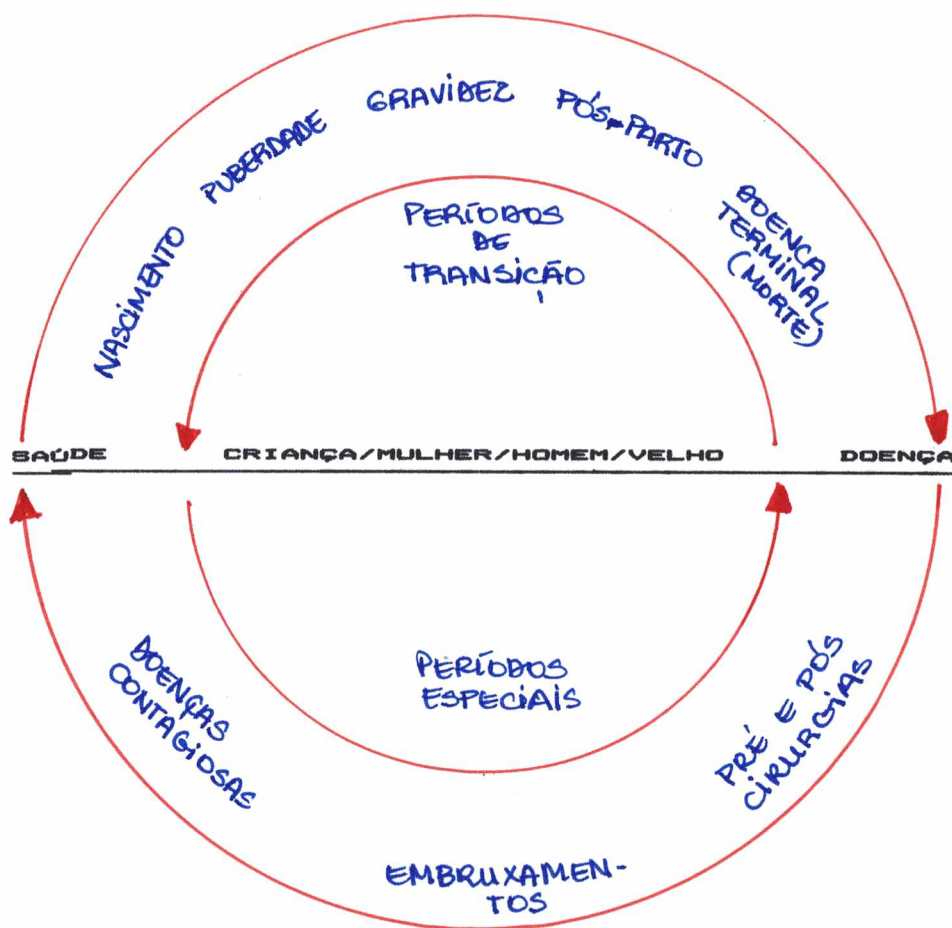 NASCIMENTO
PUBERDADE
GRAVIDEZ
PÓS-PARTO
DOENÇA
TERMINAL
(MORTE)
PERÍODOS
DE
TRANSIÇÃO
SAÚDE CRIANÇA/MULHER/HOMEM/VELHO DOENÇA
DOENÇAS
CONTAGIOSAS
PERÍODOS
ESPECIAIS
PRÉ E PÓS
CIRURGIAS
EMBRUXAMEN-
TOS